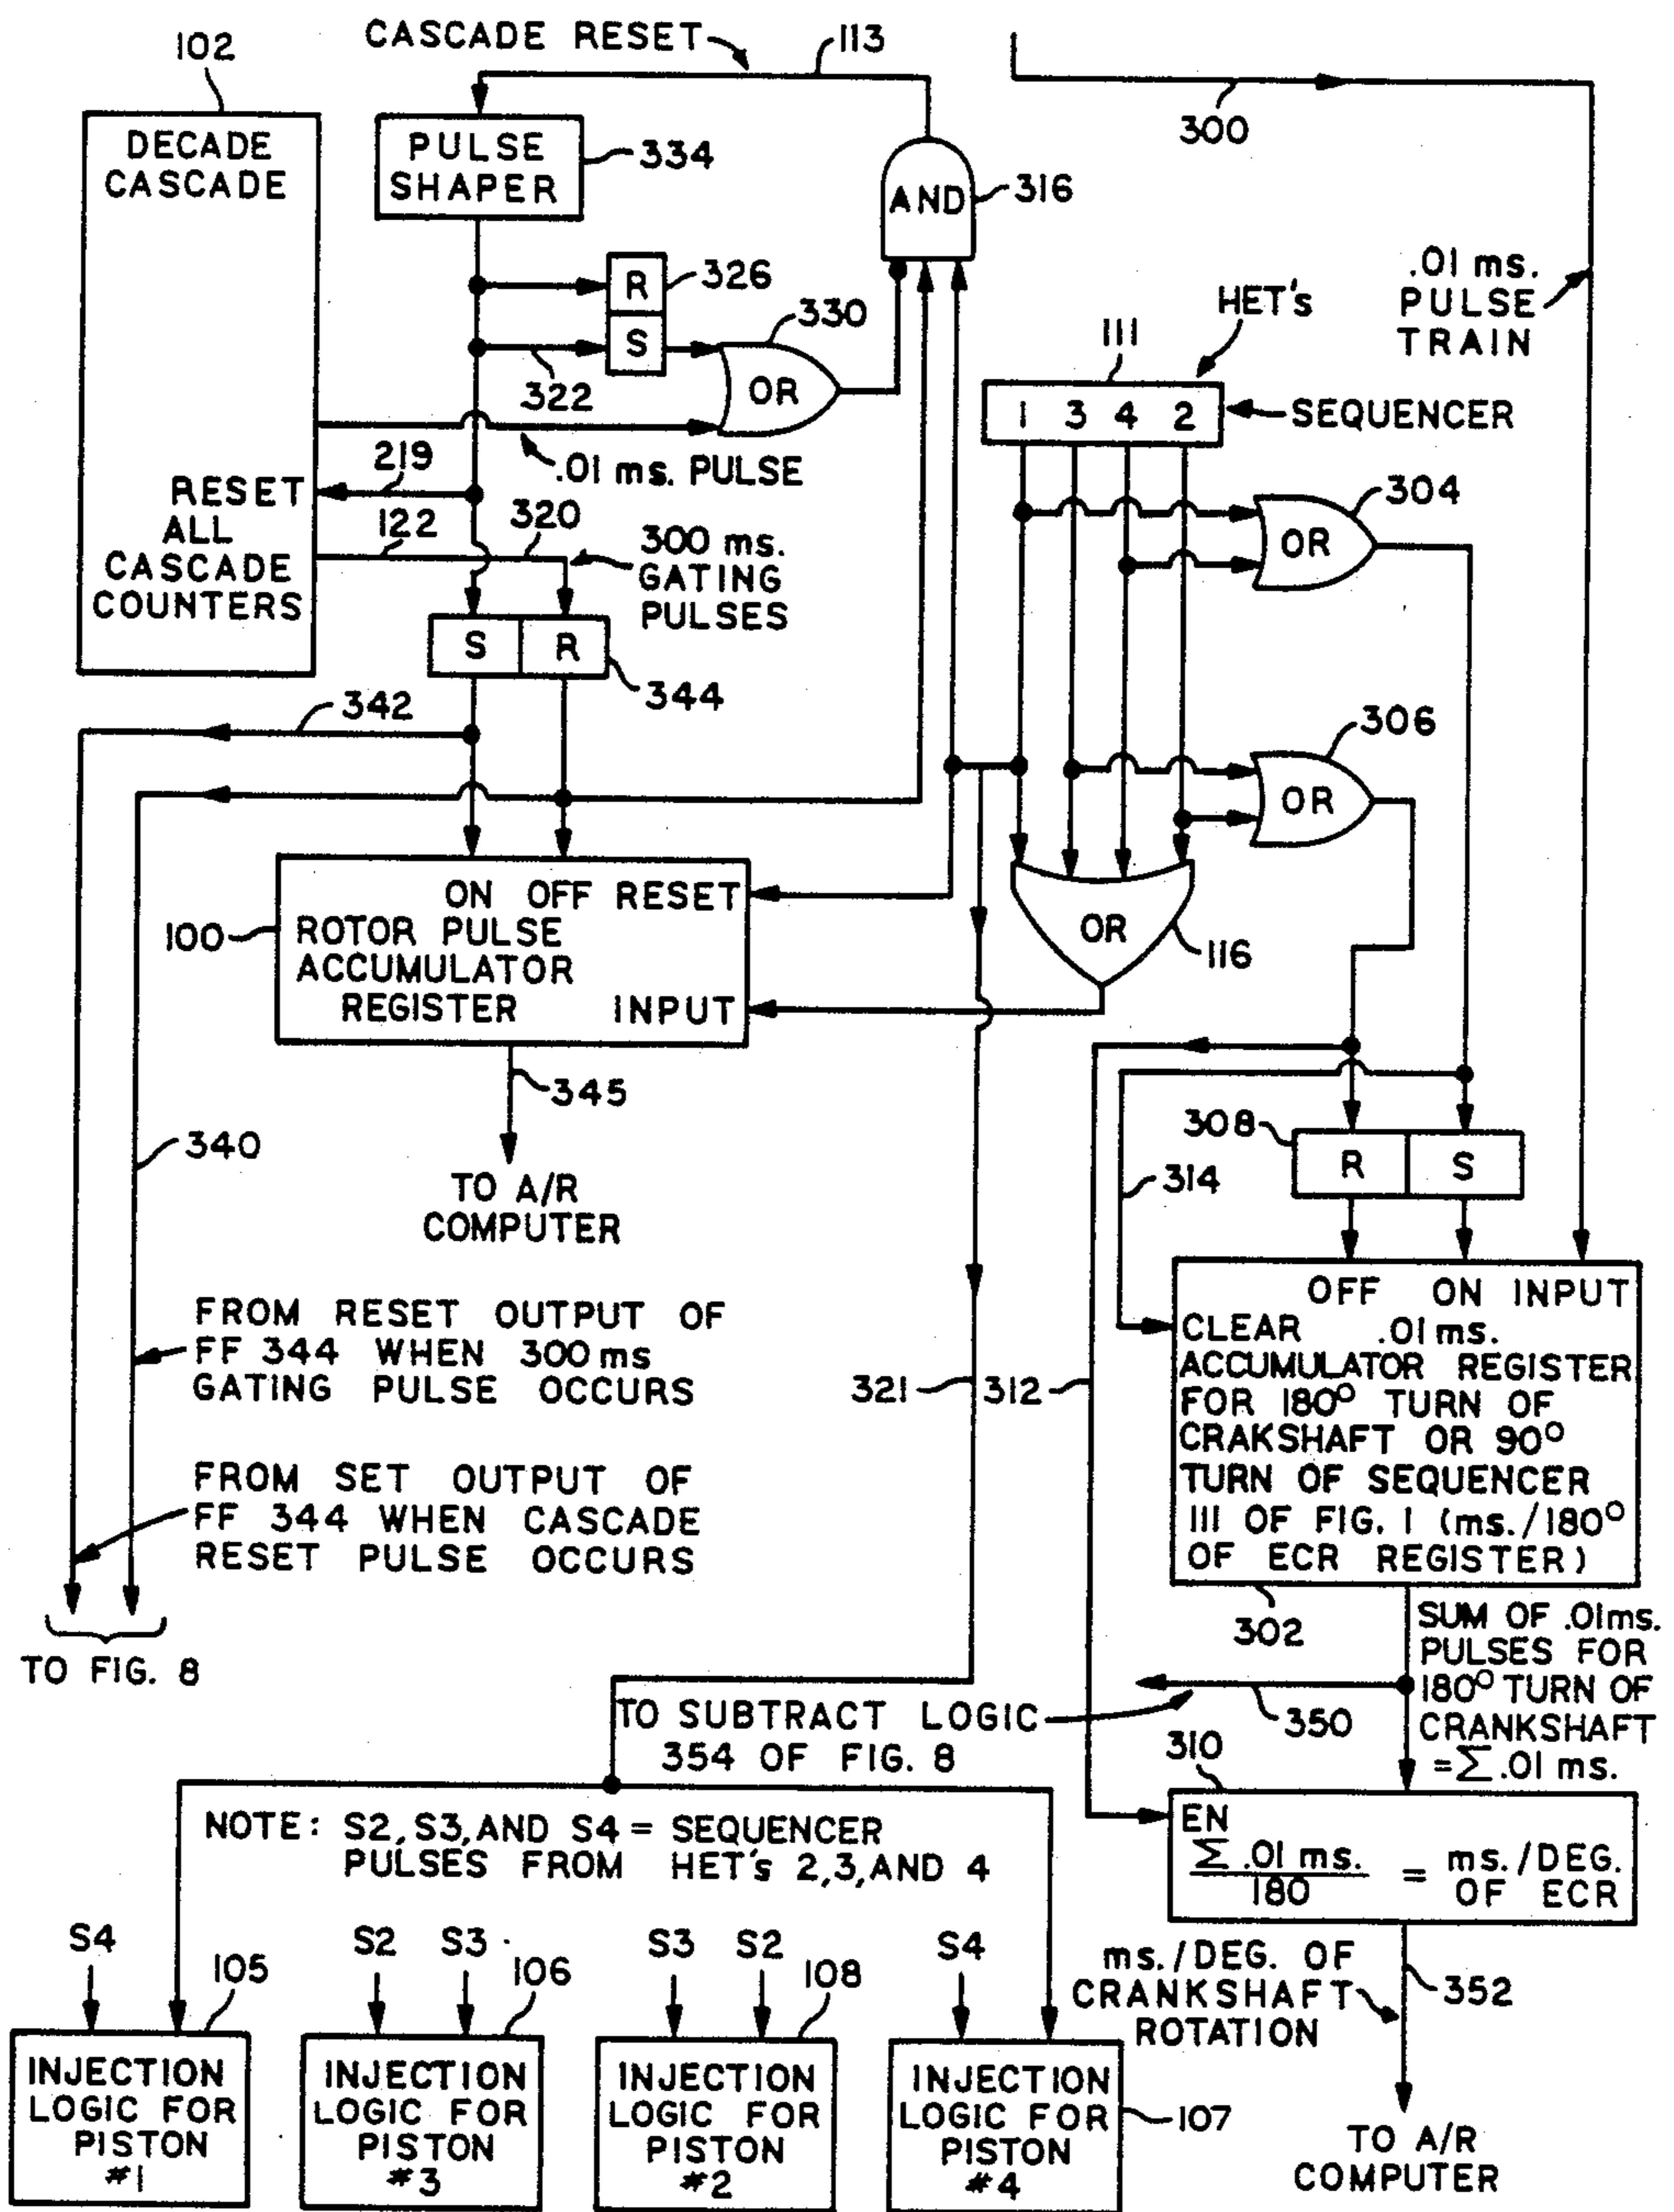 CASCADE RESET
113
102
300
DECADE
CASCADE
PULSE
SHAPER
334
AND
316
.01 ms.
PULSE
TRAIN
R
326
S
330
HET's
322
OR
111
1 3 4 2
SEQUENCER
.01 ms. PULSE
219
RESET
ALL
CASCADE
COUNTERS
122
320
300 ms.
GATING
PULSES
304
OR
S R
344
342
306
OR
ON OFF RESET
100
ROTOR PULSE
ACCUMULATOR
REGISTER
INPUT
OR
116
345
340
TO A/R
COMPUTER
308
R S
314
FROM RESET OUTPUT OF
FF 344 WHEN 300ms
GATING PULSE OCCURS
321
312
OFF ON INPUT
CLEAR .01ms.
ACCUMULATOR REGISTER
FOR 180° TURN OF
CRAKSHAFT OR 90°
TURN OF SEQUENCER
111 OF FIG. 1 (ms./180°
OF ECR REGISTER)
FROM SET OUTPUT OF
FF 344 WHEN CASCADE
RESET PULSE OCCURS
302
TO FIG. 8
SUM OF .01ms.
PULSES FOR
180° TURN OF
CRANKSHAFT
=∑ .01 ms.
350
TO SUBTRACT LOGIC
354 OF FIG. 8
310
EN
∑ .01 ms.
180
= ms./DEG.
OF ECR
NOTE: S2, S3, AND S4 = SEQUENCER
PULSES FROM HET's 2,3, AND 4
S4
105
S2 S3
106
S3 S2
108
S4
ms./DEG. OF
CRANKSHAFT
ROTATION
352
INJECTION
LOGIC FOR
PISTON
#1
INJECTION
LOGIC FOR
PISTON
#3
INJECTION
LOGIC FOR
PISTON
#2
INJECTION
LOGIC FOR
PISTON
#4
107
TO A/R
COMPUTER